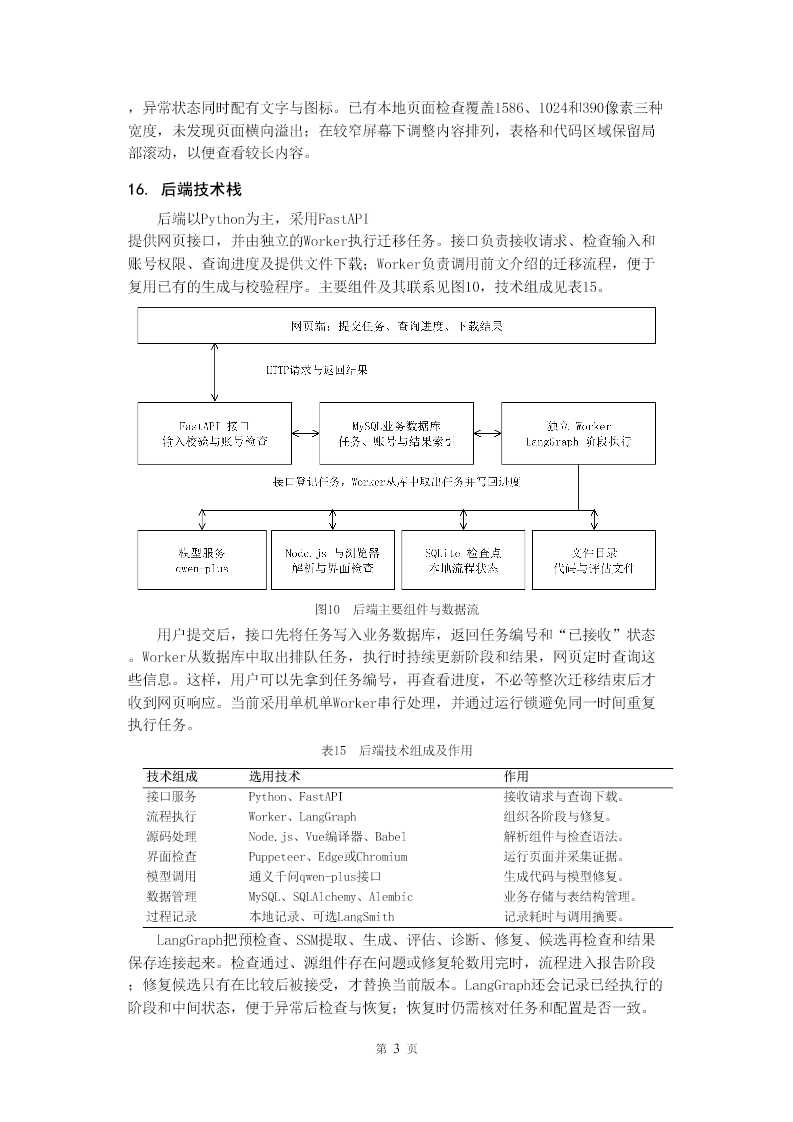 ，异常状态同时配有文字与图标。已有本地页面检查覆盖1586、1024和390像素三种
宽度，未发现页面横向溢出；在较窄屏幕下调整内容排列，表格和代码区域保留局
部滚动，以便查看较长内容。
16. 后端技术栈
后端以Python为主，采用FastAPI
提供网页接口，并由独立的Worker执行迁移任务。接口负责接收请求、检查输入和
账号权限、查询进度及提供文件下载；Worker负责调用前文介绍的迁移流程，便于
复用已有的生成与校验程序。主要组件及其联系见图10，技术组成见表15。
网页端：提交任务、查询进度、下载结果
HTTP请求与返回结果
FastAPI 接口
输入校验与账号检查
MySQL业务数据库
任务、账号与结果索引
独立 Worker
LangGraph 阶段执行
接口登记任务，Worker从库中取出任务并写回进度
模型服务
qwen-plus
Node.js 与浏览器
解析与界面检查
SQLite 检查点
本地流程状态
文件目录
代码与评估文件
图10 后端主要组件与数据流
用户提交后，接口先将任务写入业务数据库，返回任务编号和“已接收”状态
。Worker从数据库中取出排队任务，执行时持续更新阶段和结果，网页定时查询这
些信息。这样，用户可以先拿到任务编号，再查看进度，不必等整次迁移结束后才
收到网页响应。当前采用单机单Worker串行处理，并通过运行锁避免同一时间重复
执行任务。
表15 后端技术组成及作用
技术组成 选用技术 作用
接口服务 Python、FastAPI 接收请求与查询下载。
流程执行 Worker、LangGraph 组织各阶段与修复。
源码处理 Node.js、Vue编译器、Babel 解析组件与检查语法。
界面检查 Puppeteer、Edge或Chromium 运行页面并采集证据。
模型调用 通义千问qwen-plus接口 生成代码与模型修复。
数据管理 MySQL、SQLAlchemy、Alembic 业务存储与表结构管理。
过程记录 本地记录、可选LangSmith 记录耗时与调用摘要。
LangGraph把预检查、SSM提取、生成、评估、诊断、修复、候选再检查和结果
保存连接起来。检查通过、源组件存在问题或修复轮数用完时，流程进入报告阶段
；修复候选只有在比较后被接受，才替换当前版本。LangGraph还会记录已经执行的
阶段和中间状态，便于异常后检查与恢复；恢复时仍需核对任务和配置是否一致。
第 3 页